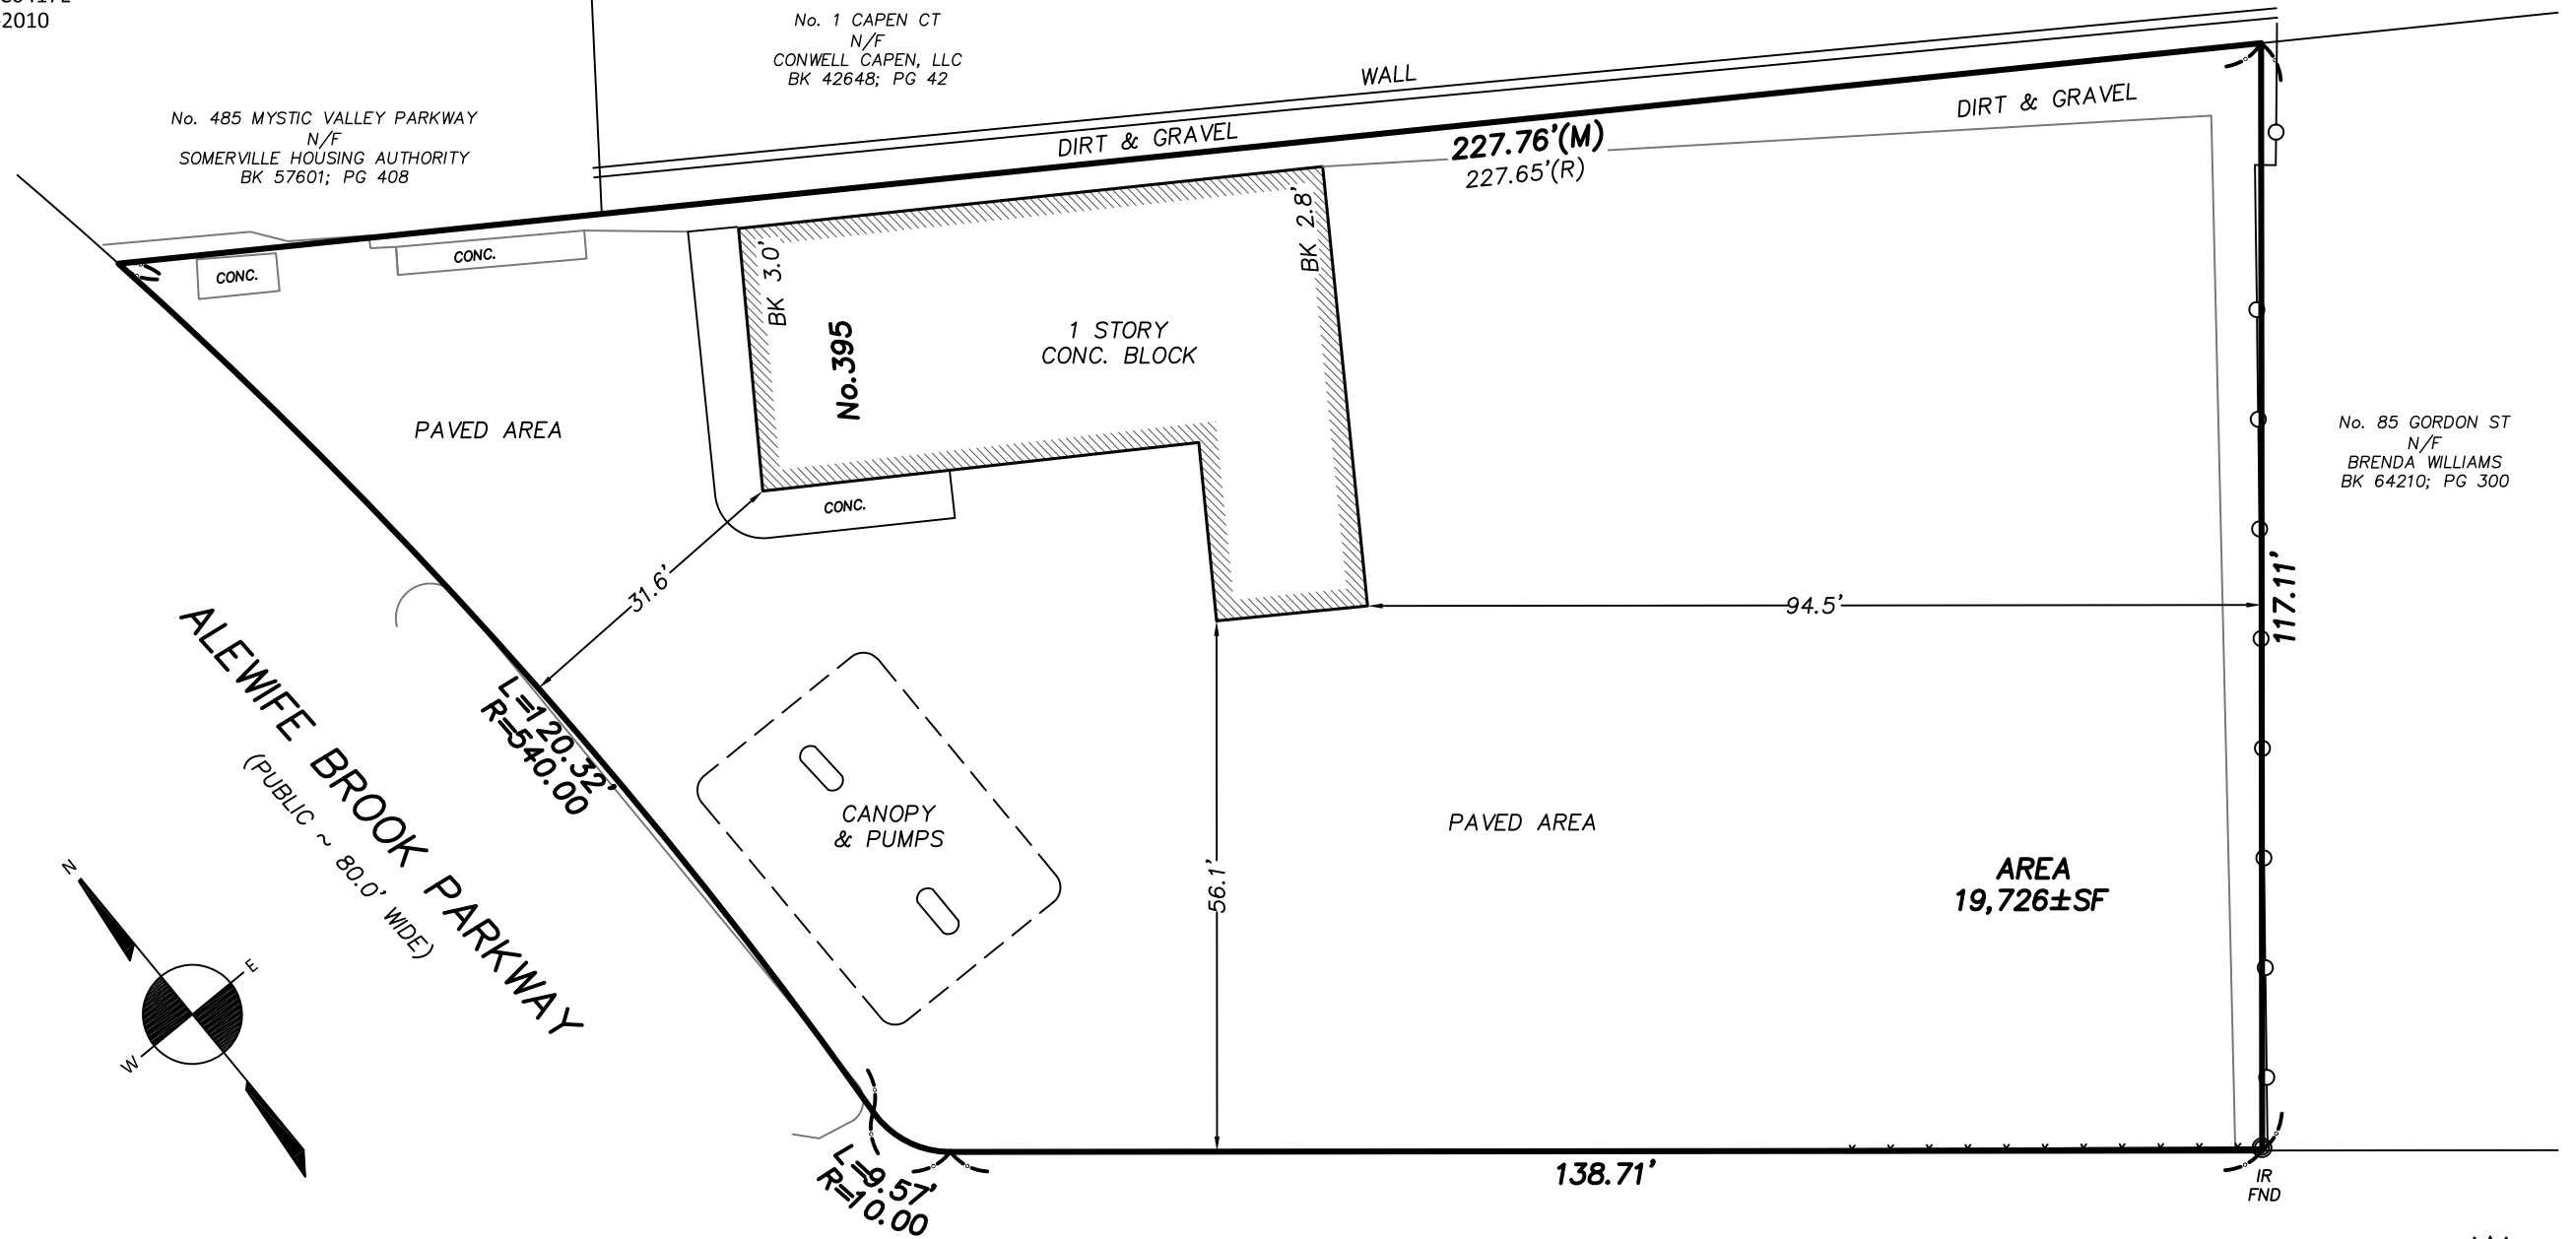 2010
No. 1 CAPEN CT
N/F
CONWELL CAPEN, LLC
BK 42648; PG 42
No. 485 MYSTIC VALLEY PARKWAY
N/F
SOMERVILLE HOUSING AUTHORITY
BK 57601; PG 408
WALL
DIRT & GRAVEL
DIRT & GRAVEL
227.76'(M)
227.65'(R)
CONC.
CONC.
BK 3.0'
BK 2.8'
No.395
1 STORY
CONC. BLOCK
PAVED AREA
CONC.
No. 85 GORDON ST
N/F
BRENDA WILLIAMS
BK 64210; PG 300
31.6'
94.5'
117.11'
ALEWIFE BROOK PARKWAY
(PUBLIC ~ 80.0' WIDE)
L=120.32'
R=540.00
CANOPY
& PUMPS
56.1'
PAVED AREA
AREA
19,726±SF
N
E
W
L=9.57'
R=10.00
138.71'
IR
FND